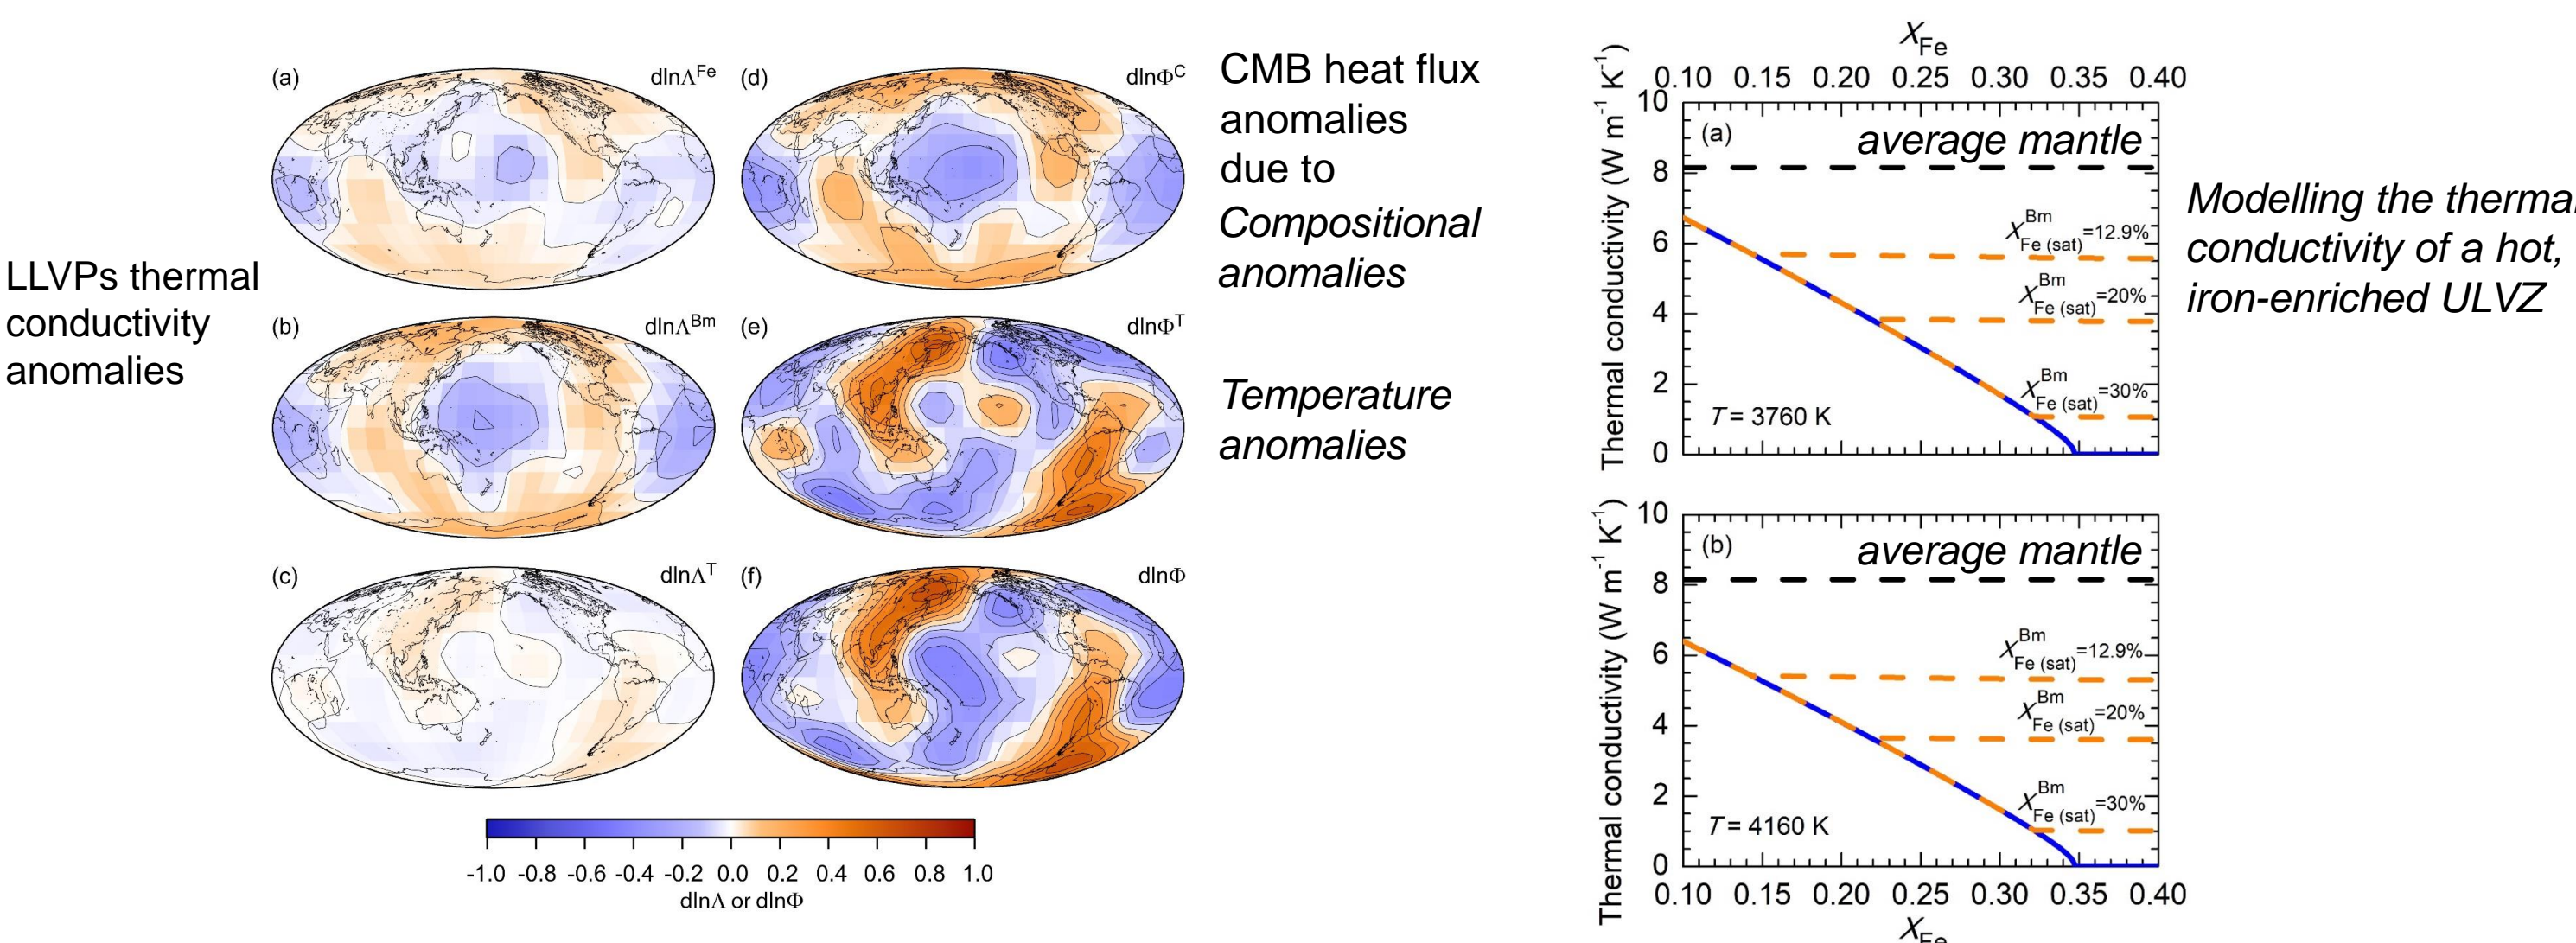 LLVPs thermal
conductivity
anomalies
(a) dlnΛ^Fe
(d) dlnΦ^C
(b) dlnΛ^Bm
(e) dlnΦ^T
(c) dlnΛ^T
(f) dlnΦ
-1.0 -0.8 -0.6 -0.4 -0.2 0.0 0.2 0.4 0.6 0.8 1.0
dlnΛ or dlnΦ
CMB heat flux
anomalies
due to
Compositional
anomalies
Temperature
anomalies
X_Fe
0.10 0.15 0.20 0.25 0.30 0.35 0.40
Thermal conductivity (W m^-1 K^-1)
10
8
6
4
2
0
(a)
average mantle
X^Bm_Fe (sat)=12.9%
X^Bm_Fe (sat)=20%
X^Bm_Fe (sat)=30%
T = 3760 K
Thermal conductivity (W m^-1 K^-1)
10
8
6
4
2
0
(b)
average mantle
X^Bm_Fe (sat)=12.9%
X^Bm_Fe (sat)=20%
X^Bm_Fe (sat)=30%
T = 4160 K
0.10 0.15 0.20 0.25 0.30 0.35 0.40
X_Fe
Modelling the thermal
conductivity of a hot,
iron-enriched ULVZ